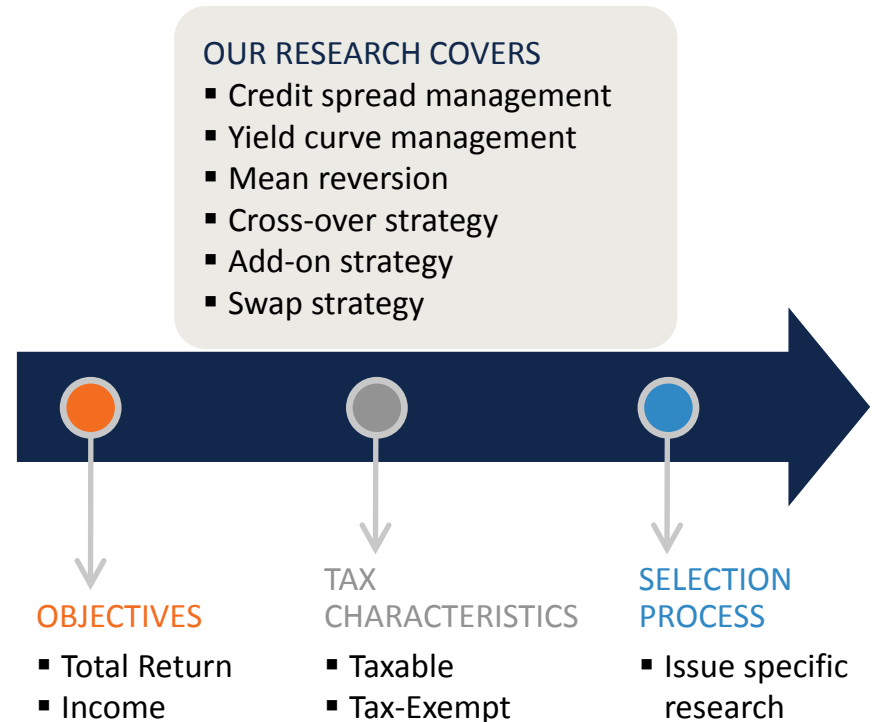 OUR RESEARCH COVERS
▪ Credit spread management
▪ Yield curve management
▪ Mean reversion
▪ Cross-over strategy
▪ Add-on strategy
▪ Swap strategy
OBJECTIVES
▪ Total Return
▪ Income
TAX
CHARACTERISTICS
▪ Taxable
▪ Tax-Exempt
SELECTION
PROCESS
▪ Issue specific
research